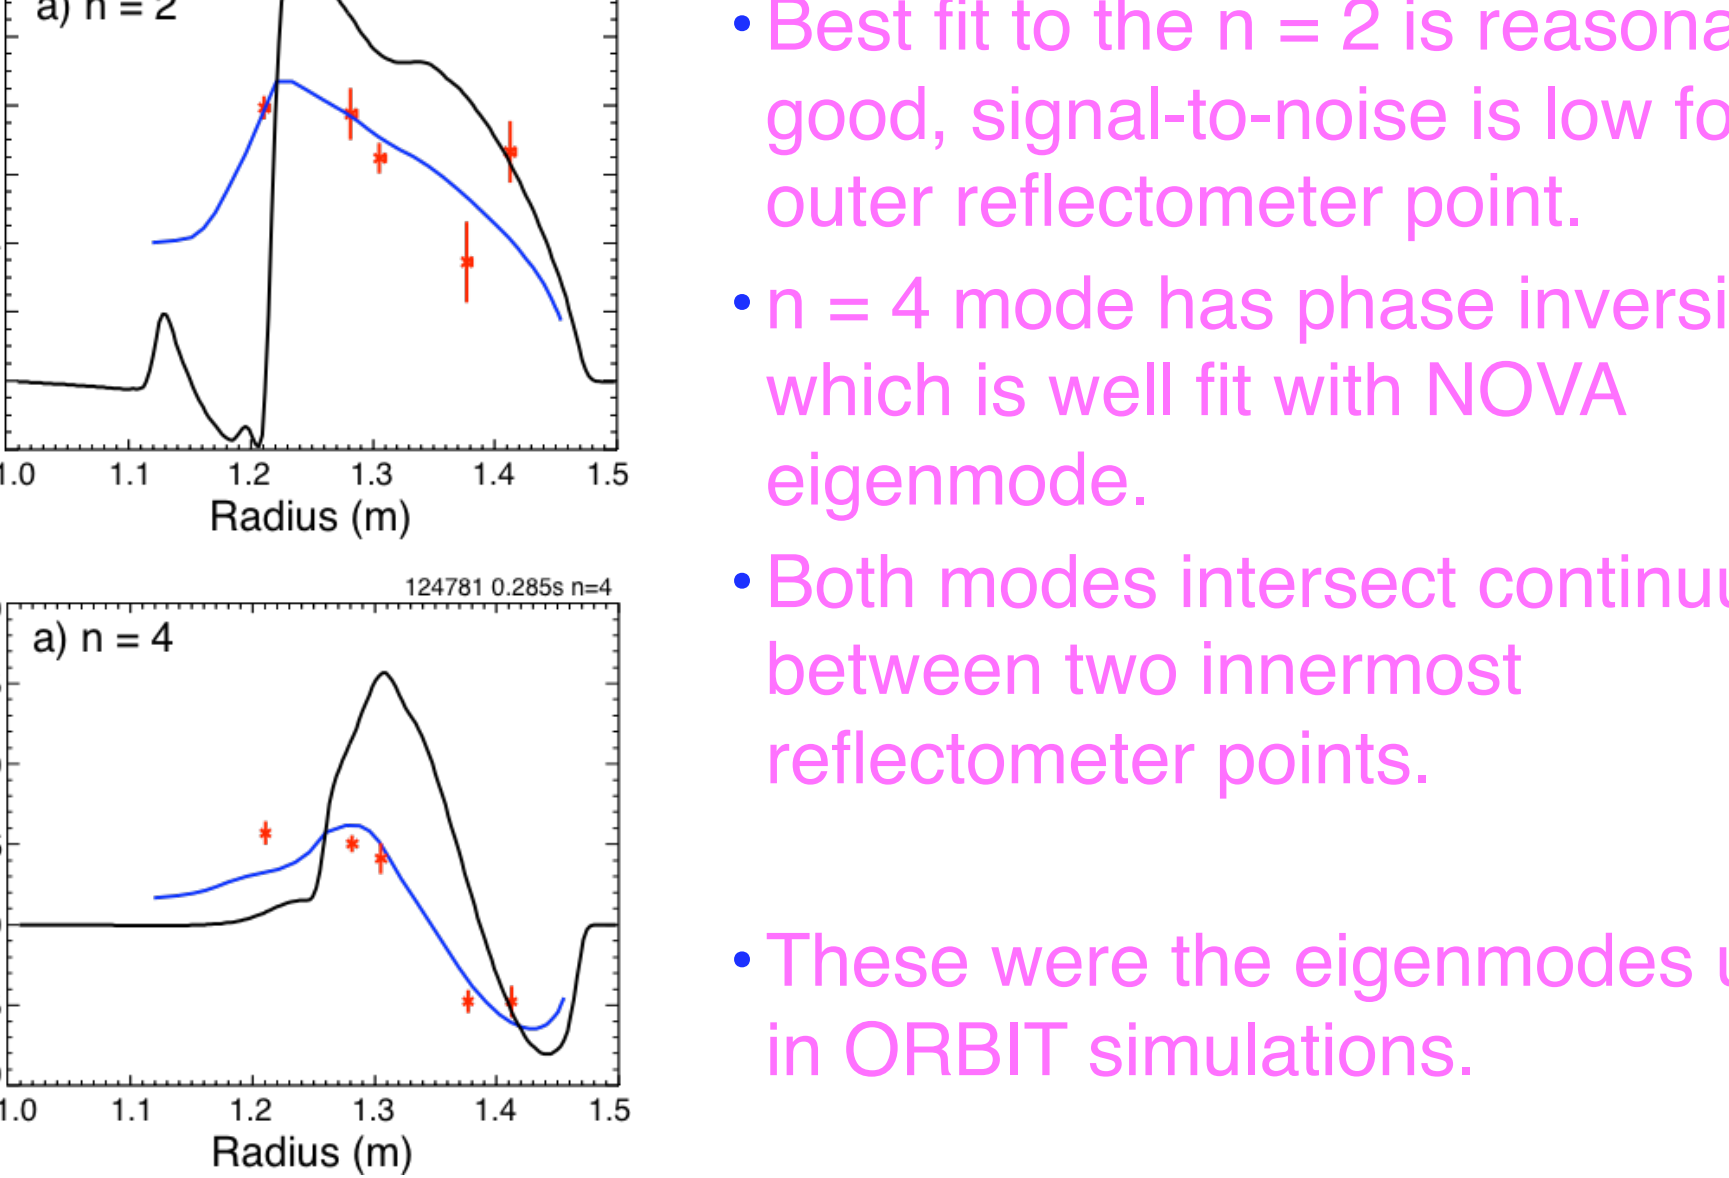 a) n = 2
1.0 1.1 1.2 1.3 1.4 1.5
Radius (m)
124781 0.285s n=4
a) n = 4
1.0 1.1 1.2 1.3 1.4 1.5
Radius (m)
• Best fit to the n = 2 is reasona
good, signal-to-noise is low fo
outer reflectometer point.
• n = 4 mode has phase inversi
which is well fit with NOVA
eigenmode.
• Both modes intersect continuu
between two innermost
reflectometer points.
• These were the eigenmodes u
in ORBIT simulations.